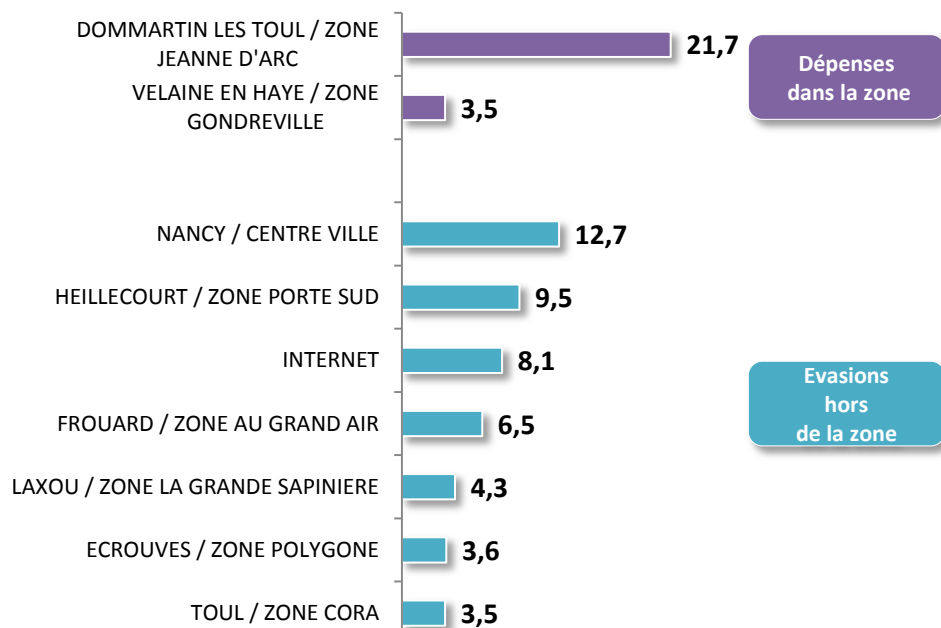 DOMMARTIN LES TOUL / ZONE
JEANNE D'ARC
21,7
Dépenses
dans la zone
VELAINE EN HAYE / ZONE
GONDREVILLE
3,5
NANCY / CENTRE VILLE
12,7
HEILLECOURT / ZONE PORTE SUD
9,5
INTERNET
8,1
Evasions
hors
de la zone
FROUARD / ZONE AU GRAND AIR
6,5
LAXOU / ZONE LA GRANDE SAPINIERE
4,3
ECROUVES / ZONE POLYGONE
3,6
TOUL / ZONE CORA
3,5